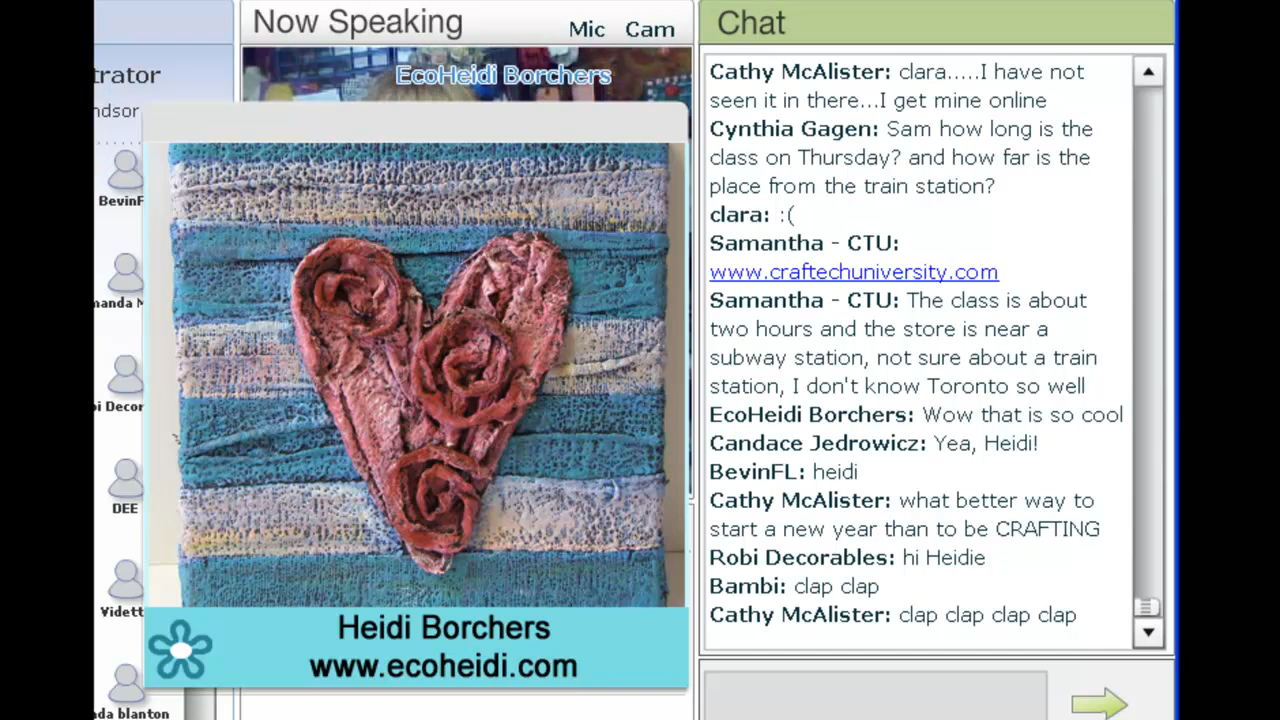 trator
ndsor
BevinF
manda M
bi Decor
DEE
Vidett
da blanton
Now Speaking
Mic Cam
EcoHeidi Borchers
Heidi Borchers
www.ecoheidi.com
Chat
Cathy McAlister: clara.....I have not
seen it in there...I get mine online
Cynthia Gagen: Sam how long is the
class on Thursday? and how far is the
place from the train station?
clara: :(
Samantha - CTU:
www.craftechuniversity.com
Samantha - CTU: The class is about
two hours and the store is near a
subway station, not sure about a train
station, I don't know Toronto so well
EcoHeidi Borchers: Wow that is so cool
Candace Jedrowicz: Yea, Heidi!
BevinFL: heidi
Cathy McAlister: what better way to
start a new year than to be CRAFTING
Robi Decorables: hi Heidie
Bambi: clap clap
Cathy McAlister: clap clap clap clap